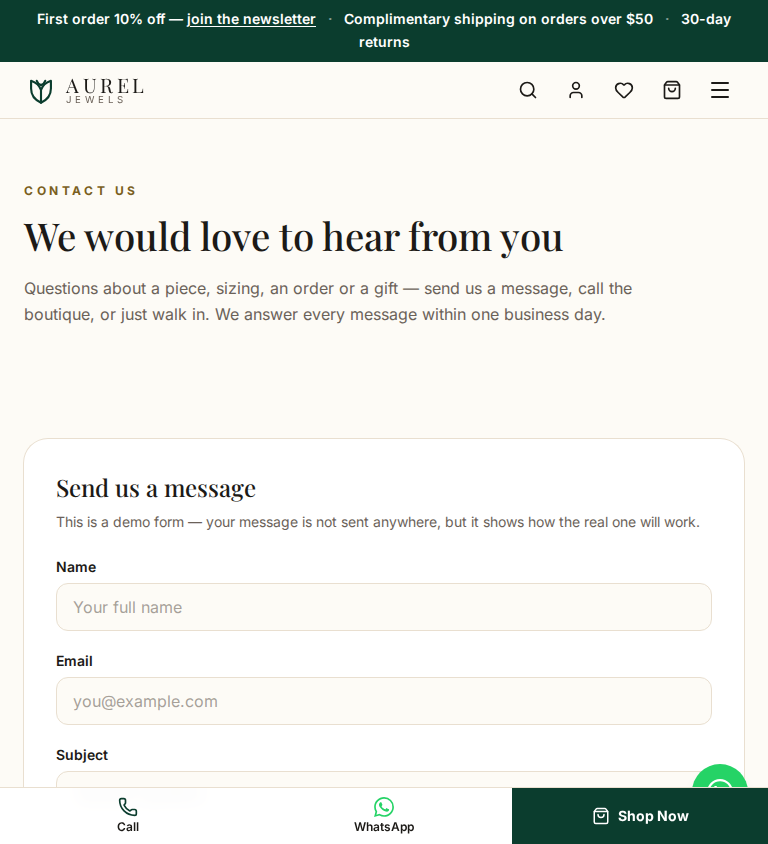 First order 10% off — join the newsletter · Complimentary shipping on orders over $50 · 30-day
returns
AUREL
JEWELS
CONTACT US
We would love to hear from you
Questions about a piece, sizing, an order or a gift — send us a message, call the
boutique, or just walk in. We answer every message within one business day.
Send us a message
This is a demo form — your message is not sent anywhere, but it shows how the real one will work.
Name
Your full name
Email
you@example.com
Subject
Call
WhatsApp
Shop Now